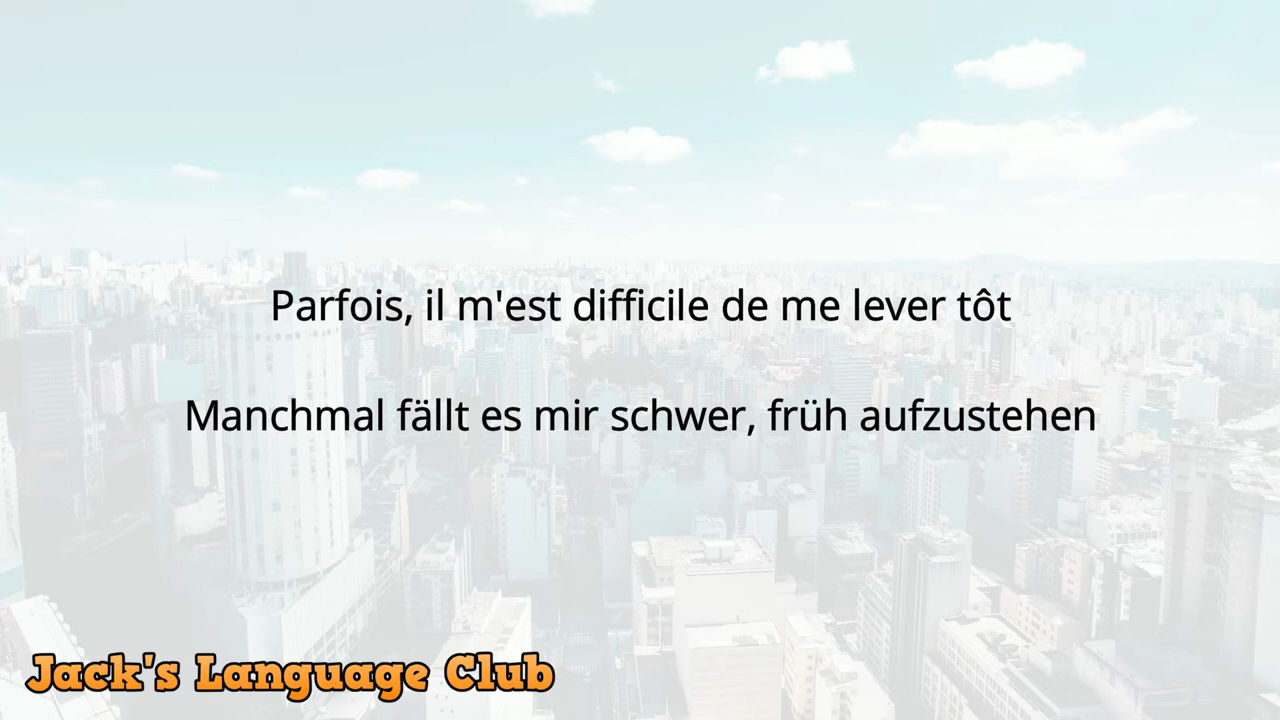 Parfois, il m'est difficile de me lever tôt
Manchmal fällt es mir schwer, früh aufzustehen
Jack's Language Club